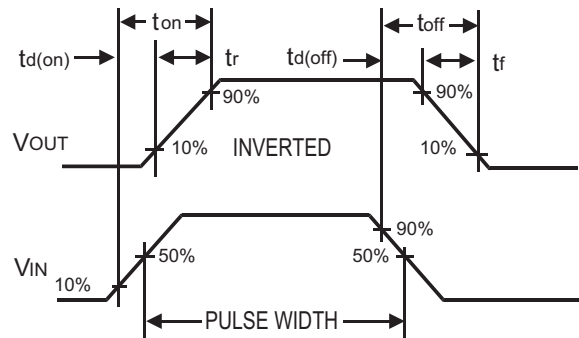 ton toff
td(on) tr td(off) tf
90% 90%
VOUT 10% INVERTED 10%
90%
50% 50%
VIN 10%
PULSE WIDTH